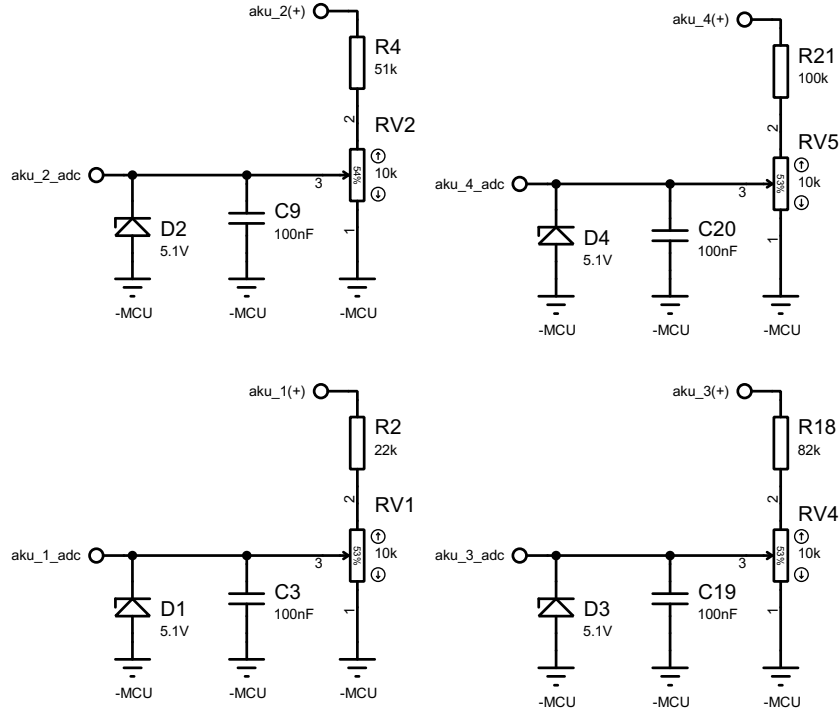 aku_2(+)
R4
51k
2
RV2
54%
10k
aku_2_adc
3
D2
5.1V
C9
100nF
1
-MCU
-MCU
-MCU
aku_4(+)
R21
100k
2
RV5
53%
10k
aku_4_adc
3
D4
5.1V
C20
100nF
1
-MCU
-MCU
-MCU
aku_1(+)
R2
22k
2
RV1
53%
10k
aku_1_adc
3
D1
5.1V
C3
100nF
1
-MCU
-MCU
-MCU
aku_3(+)
R18
82k
2
RV4
53%
10k
aku_3_adc
3
D3
5.1V
C19
100nF
1
-MCU
-MCU
-MCU